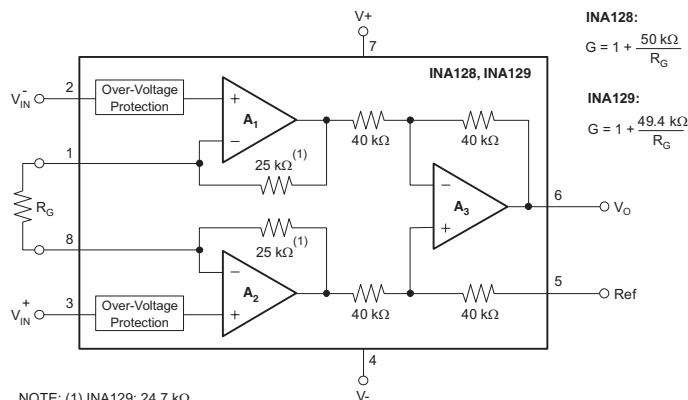 V+
7
INA128:
G = 1 + 50 kΩ / RG
INA128, INA129
INA129:
G = 1 + 49.4 kΩ / RG
V-IN
2
Over-Voltage
Protection
+
A1
−
40 kΩ
40 kΩ
1
25 kΩ(1)
RG
−
A3
+
6
VO
8
25 kΩ(1)
−
A2
+
5
Ref
V+IN
3
Over-Voltage
Protection
40 kΩ
40 kΩ
4
V-
NOTE: (1) INA129: 24.7 kΩ